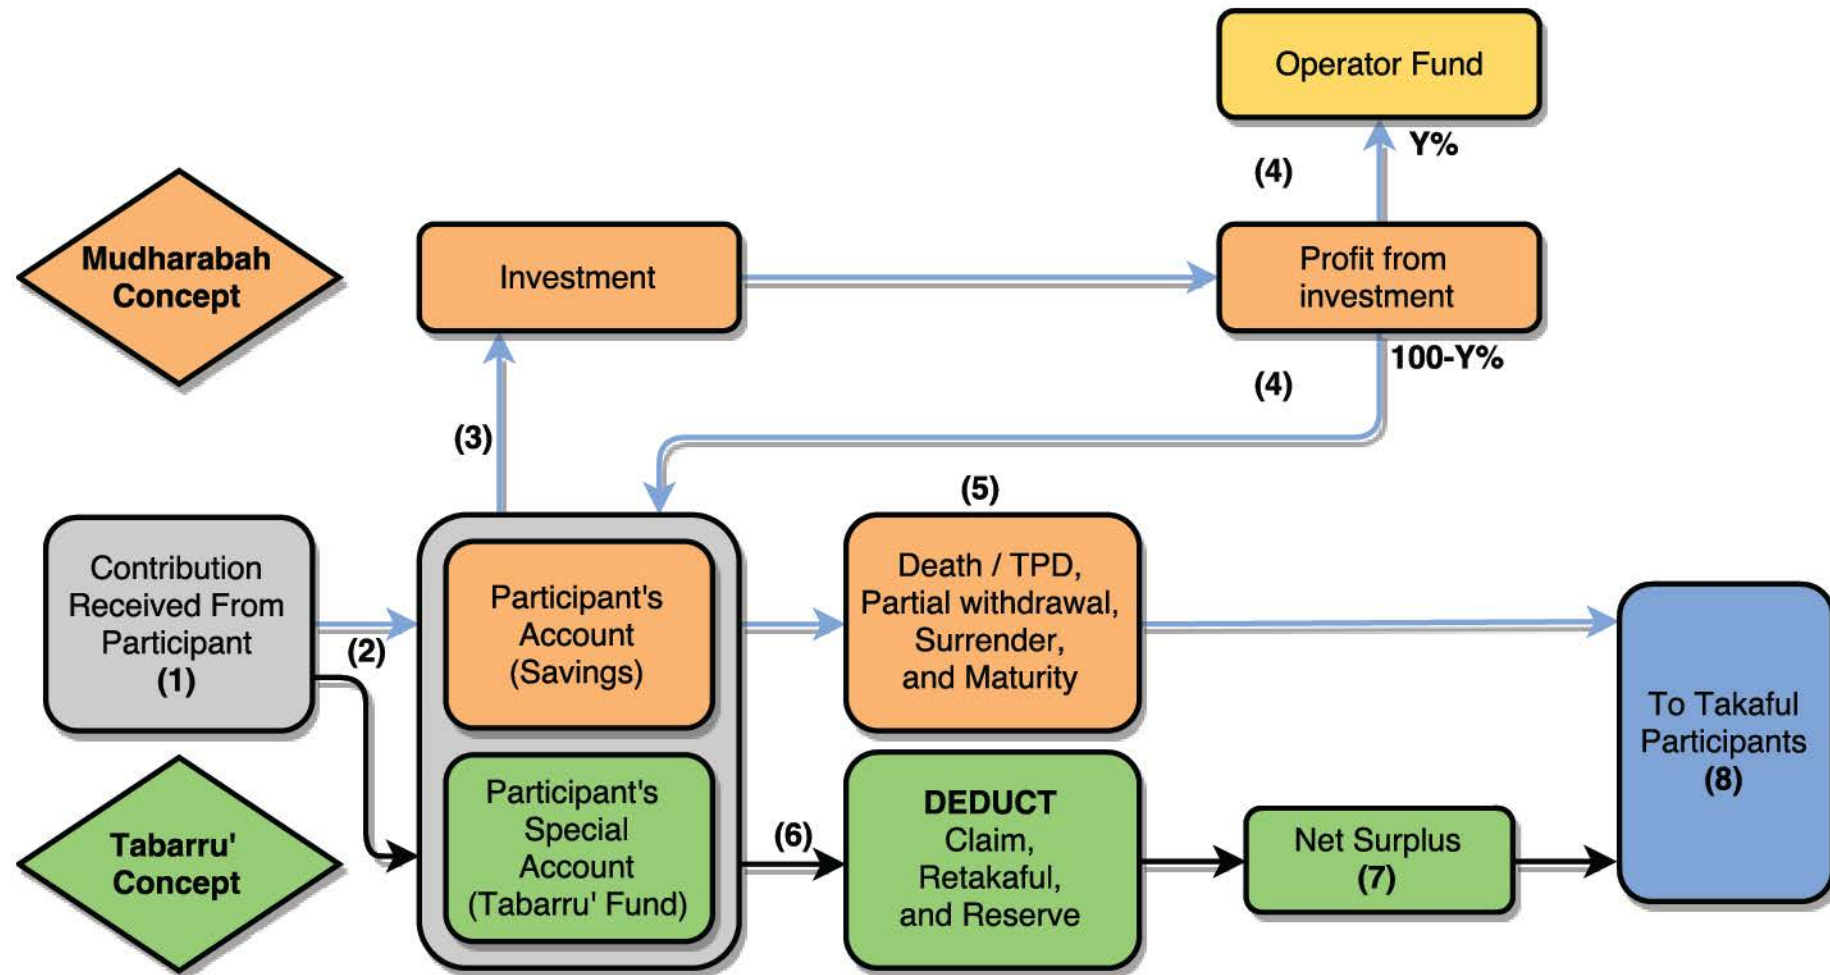 Operator Fund
Y%
(4)
Mudharabah
Concept
Investment
Profit from
investment
100-Y%
(4)
(3)
(5)
Contribution
Received From
Participant
(1)
(2)
Participant's
Account
(Savings)
Death / TPD,
Partial withdrawal,
Surrender,
and Maturity
To Takaful
Participants
(8)
Tabarru'
Concept
Participant's
Special
Account
(Tabarru' Fund)
(6)
DEDUCT
Claim,
Retakaful,
and Reserve
Net Surplus
(7)